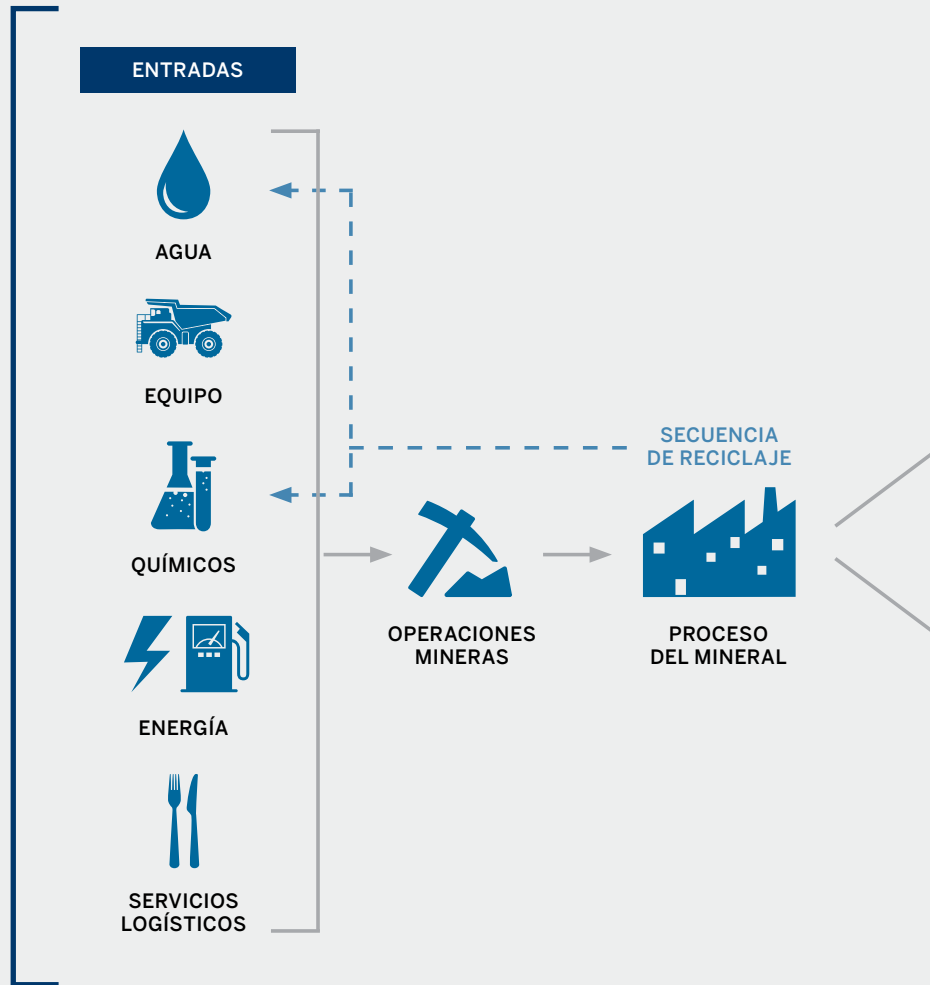 ENTRADAS
AGUA
EQUIPO
QUÍMICOS
ENERGÍA
SERVICIOS
LOGÍSTICOS
OPERACIONES
MINERAS
SECUENCIA
DE RECICLAJE
PROCESO
DEL MINERAL